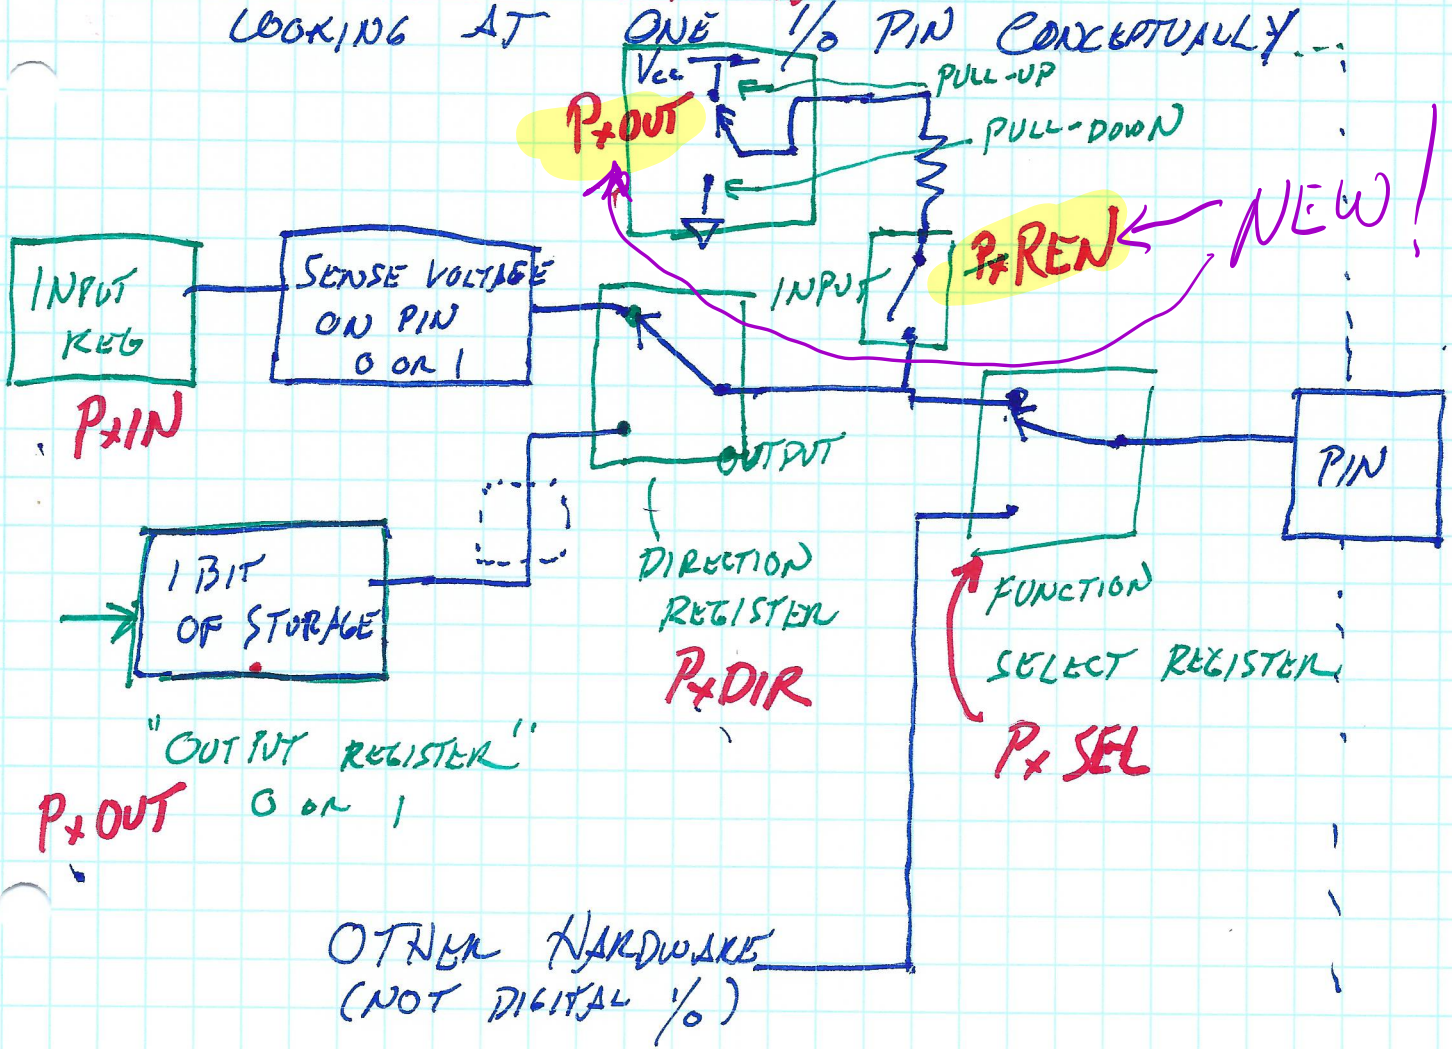 LOOKING AT ONE I/O PIN CONCEPTUALLY...
Vcc
PULL-UP
PxOUT
PULL-DOWN
NEW!
PxREN
INPUT
REG
SENSE VOLTAGE
ON PIN
0 OR 1
INPUT
PxIN
OUTPUT
PIN
1 BIT
OF STORAGE
DIRECTION
REGISTER
PxDIR
FUNCTION
SELECT REGISTER
PxSEL
"OUTPUT REGISTER"
0 OR 1
PxOUT
OTHER HARDWARE
(NOT DIGITAL I/O)